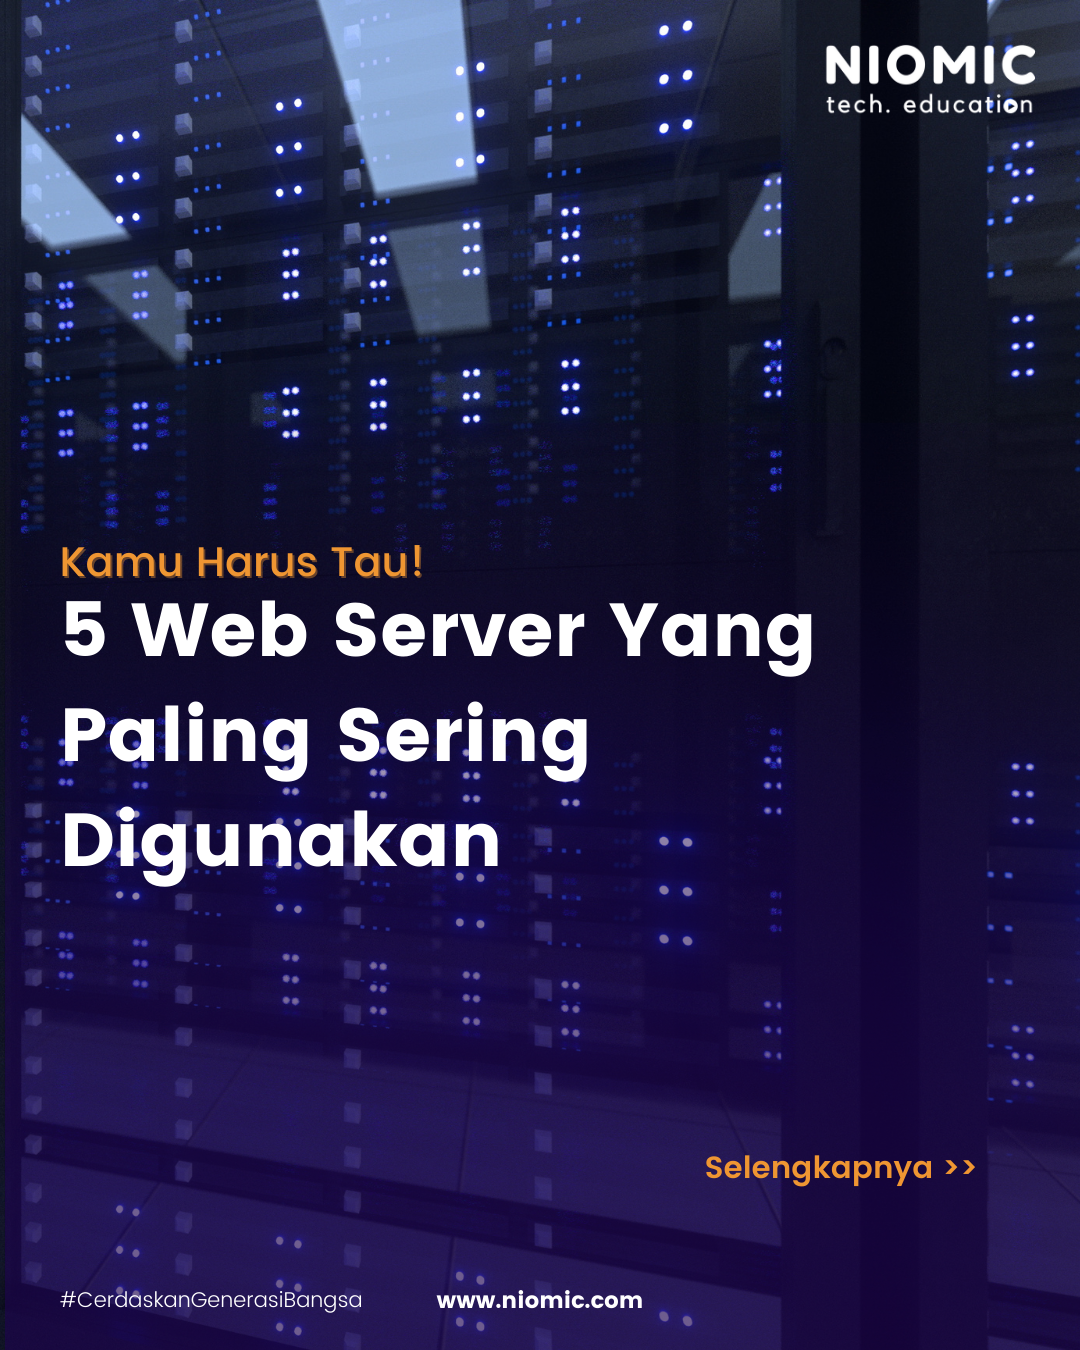 NIOMIC
tech. education
Kamu Harus Tau!
5 Web Server Yang
Paling Sering
Digunakan
Selengkapnya >>
#CerdaskanGenerasiBangsa
www.niomic.com